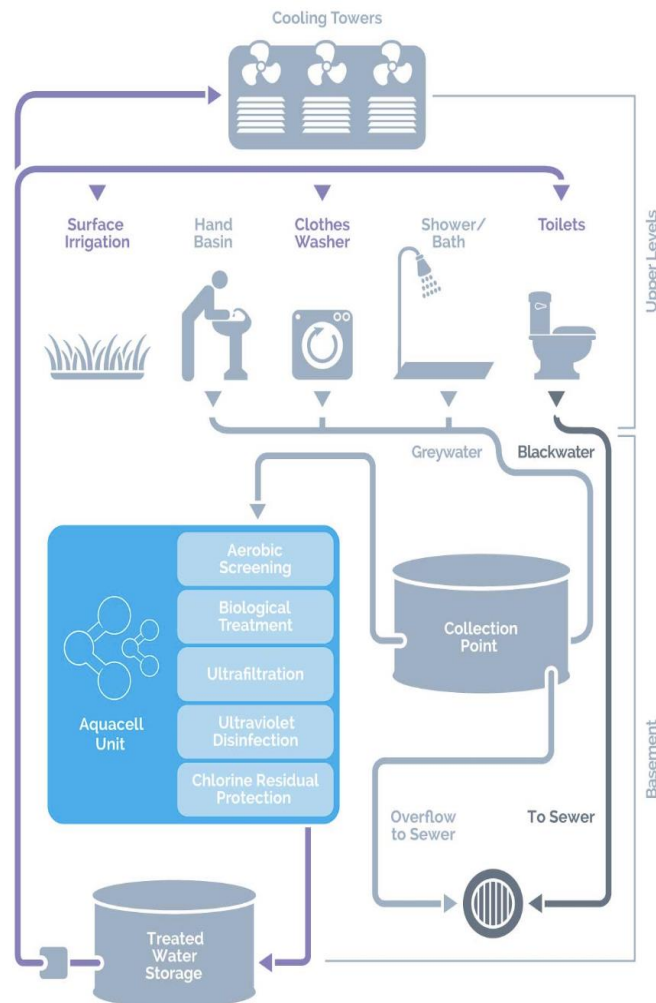 Cooling Towers
Surface
Irrigation
Hand
Basin
Clothes
Washer
Shower/
Bath
Toilets
Upper Levels
Greywater
Blackwater
Aerobic
Screening
Biological
Treatment
Ultrafiltration
Ultraviolet
Disinfection
Chlorine Residual
Protection
Aquacell
Unit
Collection
Point
Basement
Overflow
to Sewer
To Sewer
Treated
Water
Storage